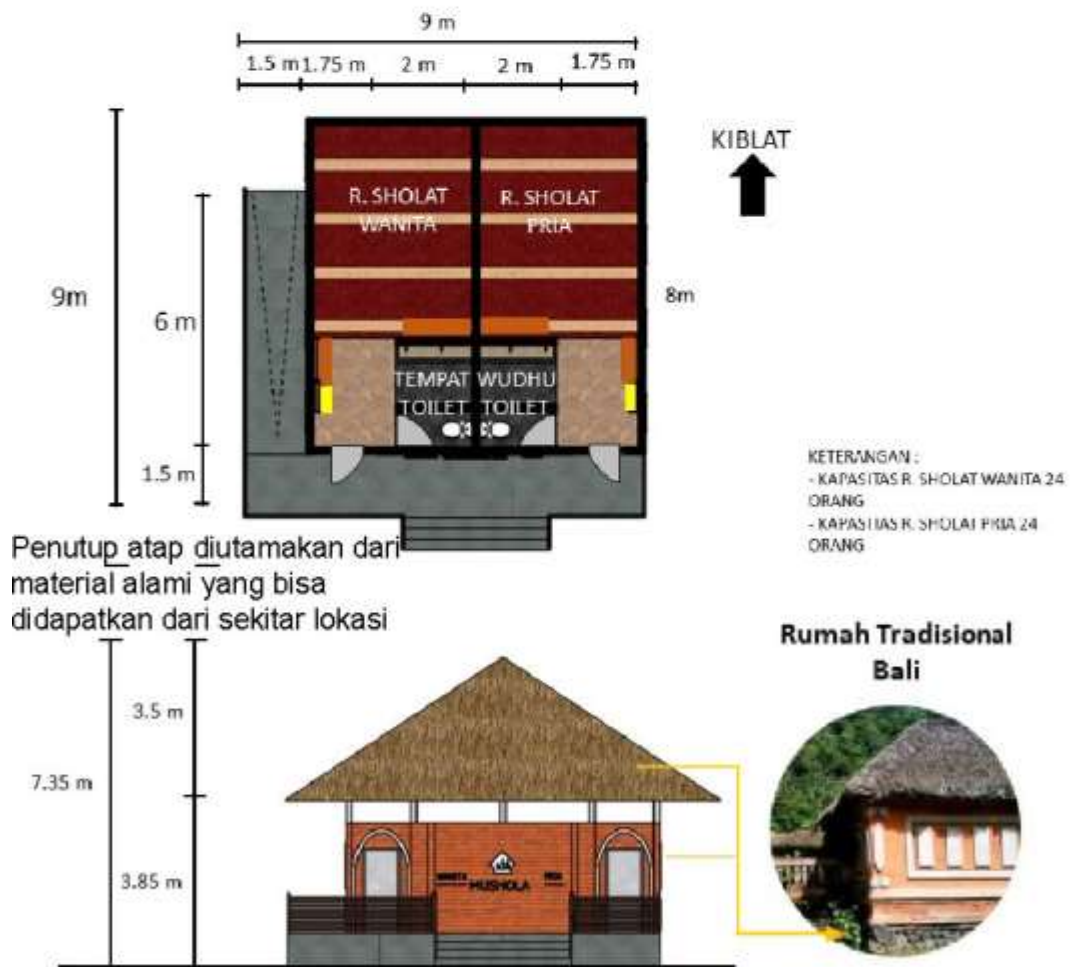 9 m
1.5 m 1.75 m 2 m 2 m 1.75 m
KIBLAT
R. SHOLAT
WANITA
R. SHOLAT
PRIA
9m
6 m
8m
TEMPAT WUDHU
TOILET TOILET
1.5 m
KETERANGAN :
- KAPASITAS R. SHOLAT WANITA 24
ORANG
- KAPASITAS R. SHOLAT PRIA 24
ORANG
Penutup atap diutamakan dari
material alami yang bisa
didapatkan dari sekitar lokasi
Rumah Tradisional
Bali
3.5 m
7.35 m
3.85 m
WANITA
PRIA
MUSHOLA